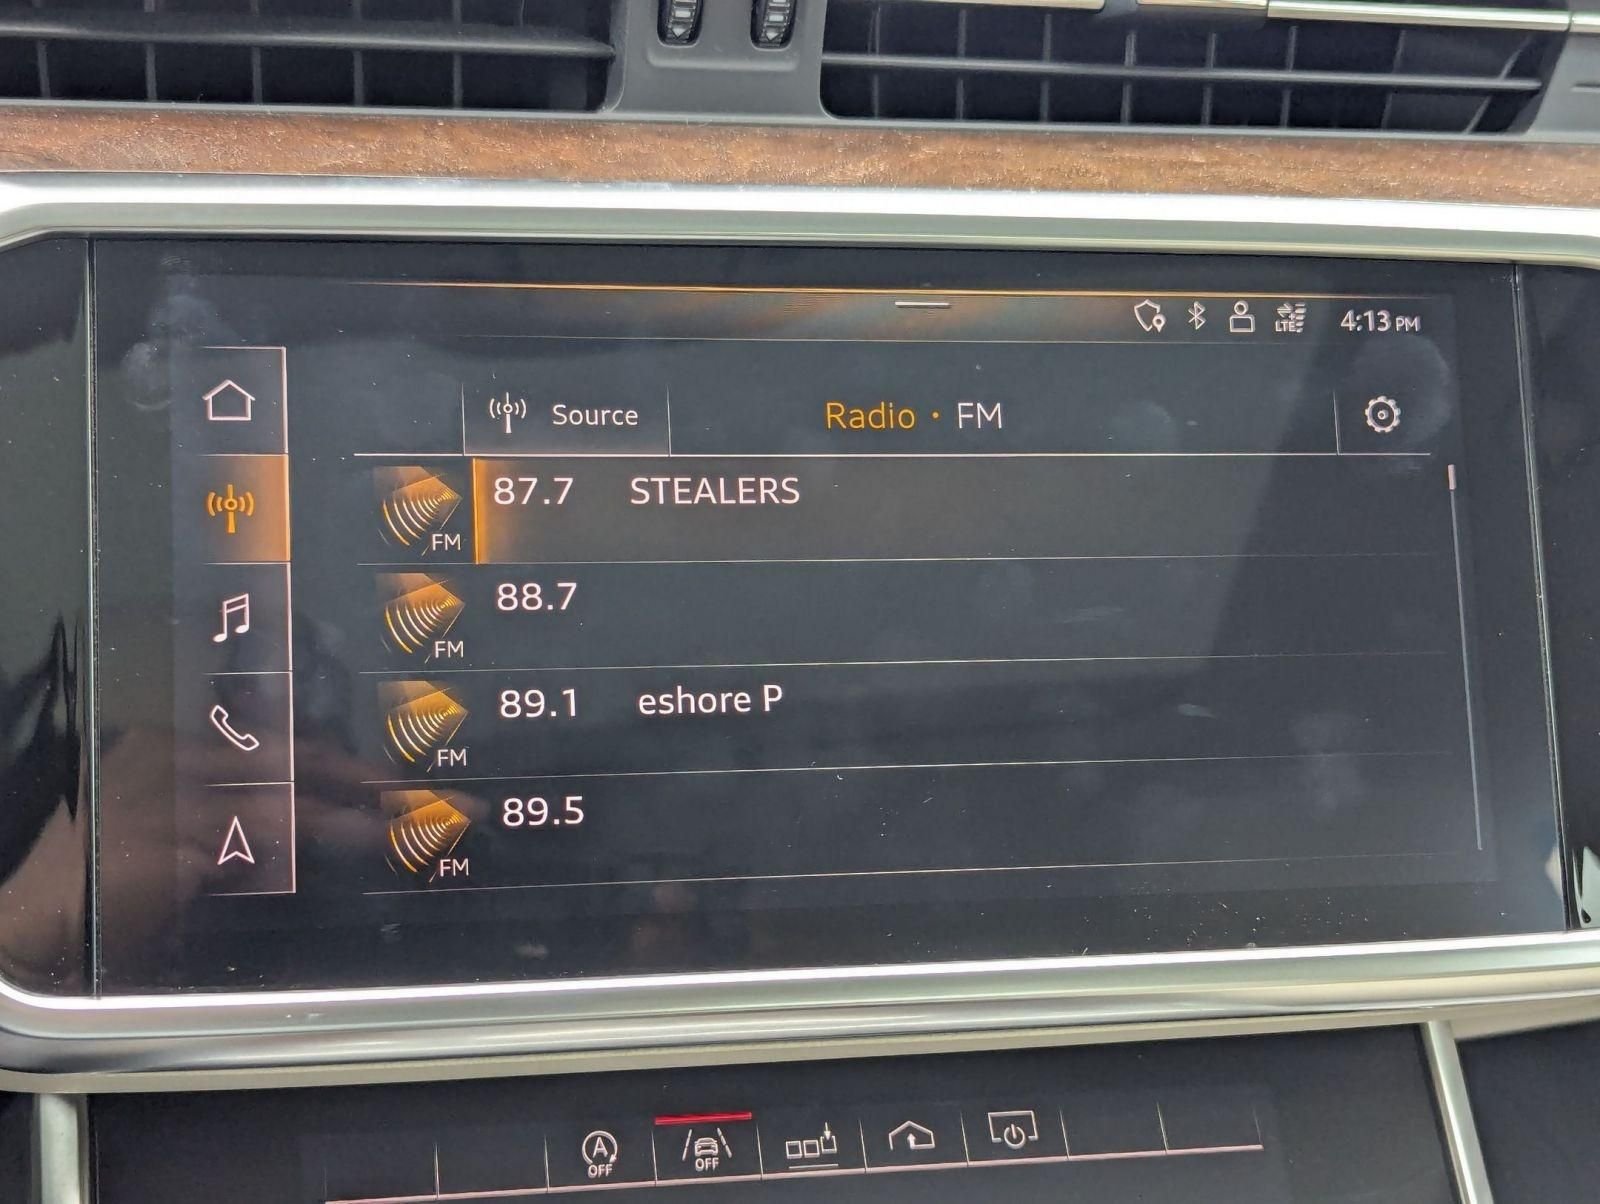 LTE 4:13 PM
Source Radio • FM
87.7 STEALERS
FM
88.7
FM
89.1 eshore P
FM
89.5
FM
A
OFF OFF